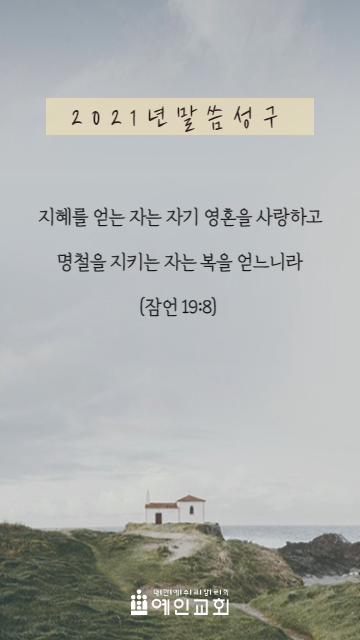 2021년말씀성구
지혜를 얻는 자는 자기 영혼을 사랑하고
명철을 지키는 자는 복을 얻느니라
(잠언 19:8)
예인교회